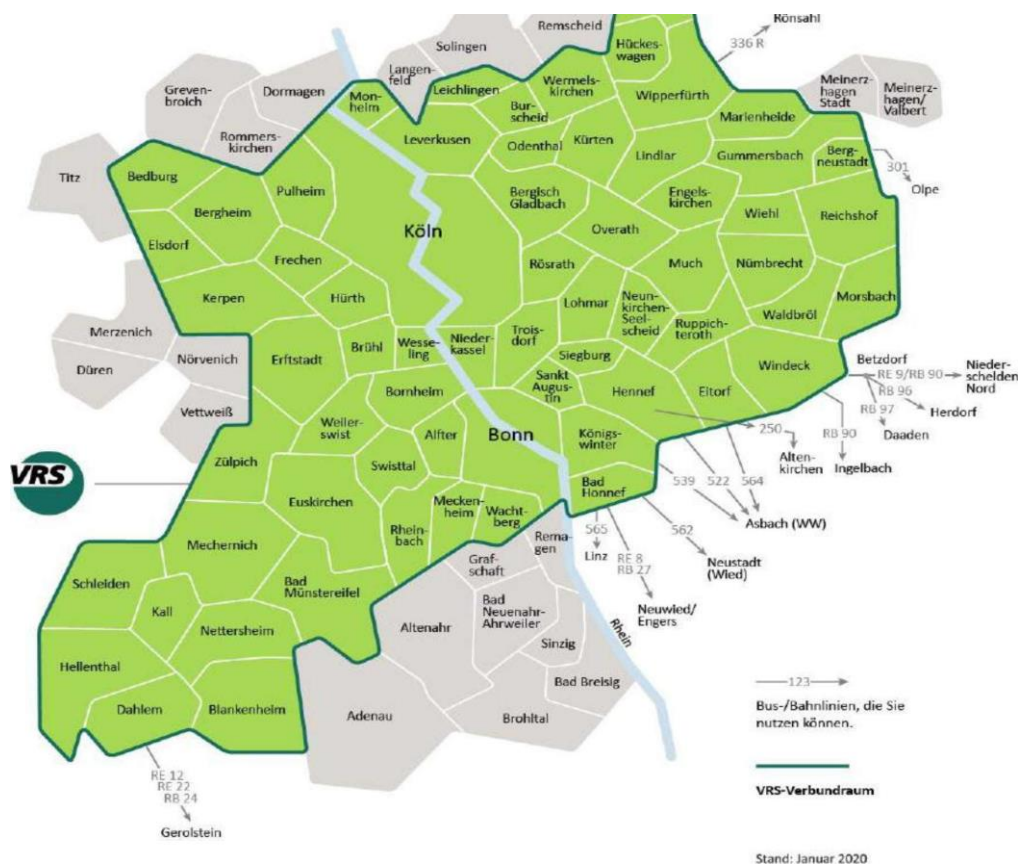 Rönsahl
Remscheid
Solingen
336 R
Hückes-
wagen
Langen-
feld
Meinerz-
hagen
Stadt
Meinerz-
hagen/
Valbert
Greven-
broich
Dormagen
Mon-
heim
Leichlingen
Wermels-
kirchen
Wipperfürth
Bur-
scheid
Marienheide
Rommers-
kirchen
Leverkusen
Odenthal
Kürten
Lindlar
Gummersbach
Berg-
neustadt
301
Olpe
Titz
Bedburg
Pulheim
Bergheim
Bergisch
Gladbach
Engels-
kirchen
Wiehl
Reichshof
Köln
Overath
Elsdorf
Frechen
Rösrath
Much
Nümbrecht
Kerpen
Hürth
Lohmar
Neun-
kirchen-
Seel-
scheid
Morsbach
Merzenich
Waldbröl
Ruppich-
teroth
Nörvenich
Erftstadt
Brühl
Wesse-
ling
Nieder-
kassel
Trois-
dorf
Siegburg
Düren
Windeck
Betzdorf
Sankt
Augus-
tin
RE 9/RB 90
Nieder-
schelden
Nord
Bornheim
Hennef
Eitorf
RB 96
Herdorf
RB 97
Daaden
Vettweiß
Weiler-
swist
Alfter
Bonn
Königs-
winter
250
Alten-
kirchen
RB 90
Ingelbach
Zülpich
Swisttal
VRS
Euskirchen
Bad
Honnef
539
522
564
Mecken-
heim
Wacht-
berg
Rhein-
bach
Asbach (WW)
Mechernich
Rema-
gen
565
Linz
562
Neustadt
(Wied)
Graf-
schaft
RE 8
RB 27
Schleiden
Bad
Münstereifel
Kall
Bad
Neuenahr-
Ahrweiler
Neuwied/
Engers
Nettersheim
Altenahr
Rhein
Sinzig
Hellenthal
Bad Breisig
123
Dahlem
Blankenheim
Adenau
Brohltal
Bus-/Bahnlinien, die Sie
nutzen können.
RE 12
RE 22
RB 24
VRS-Verbundraum
Gerolstein
Stand: Januar 2020